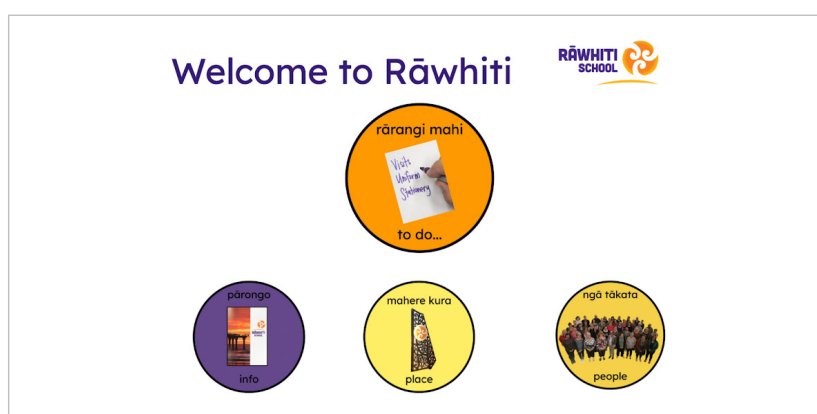 Welcome to Rāwhiti
RĀWHITI
SCHOOL
rārangi mahi
Visits
Uniform
Stationery
to do...
pārongo
info
mahere kura
place
ngā tākata
people